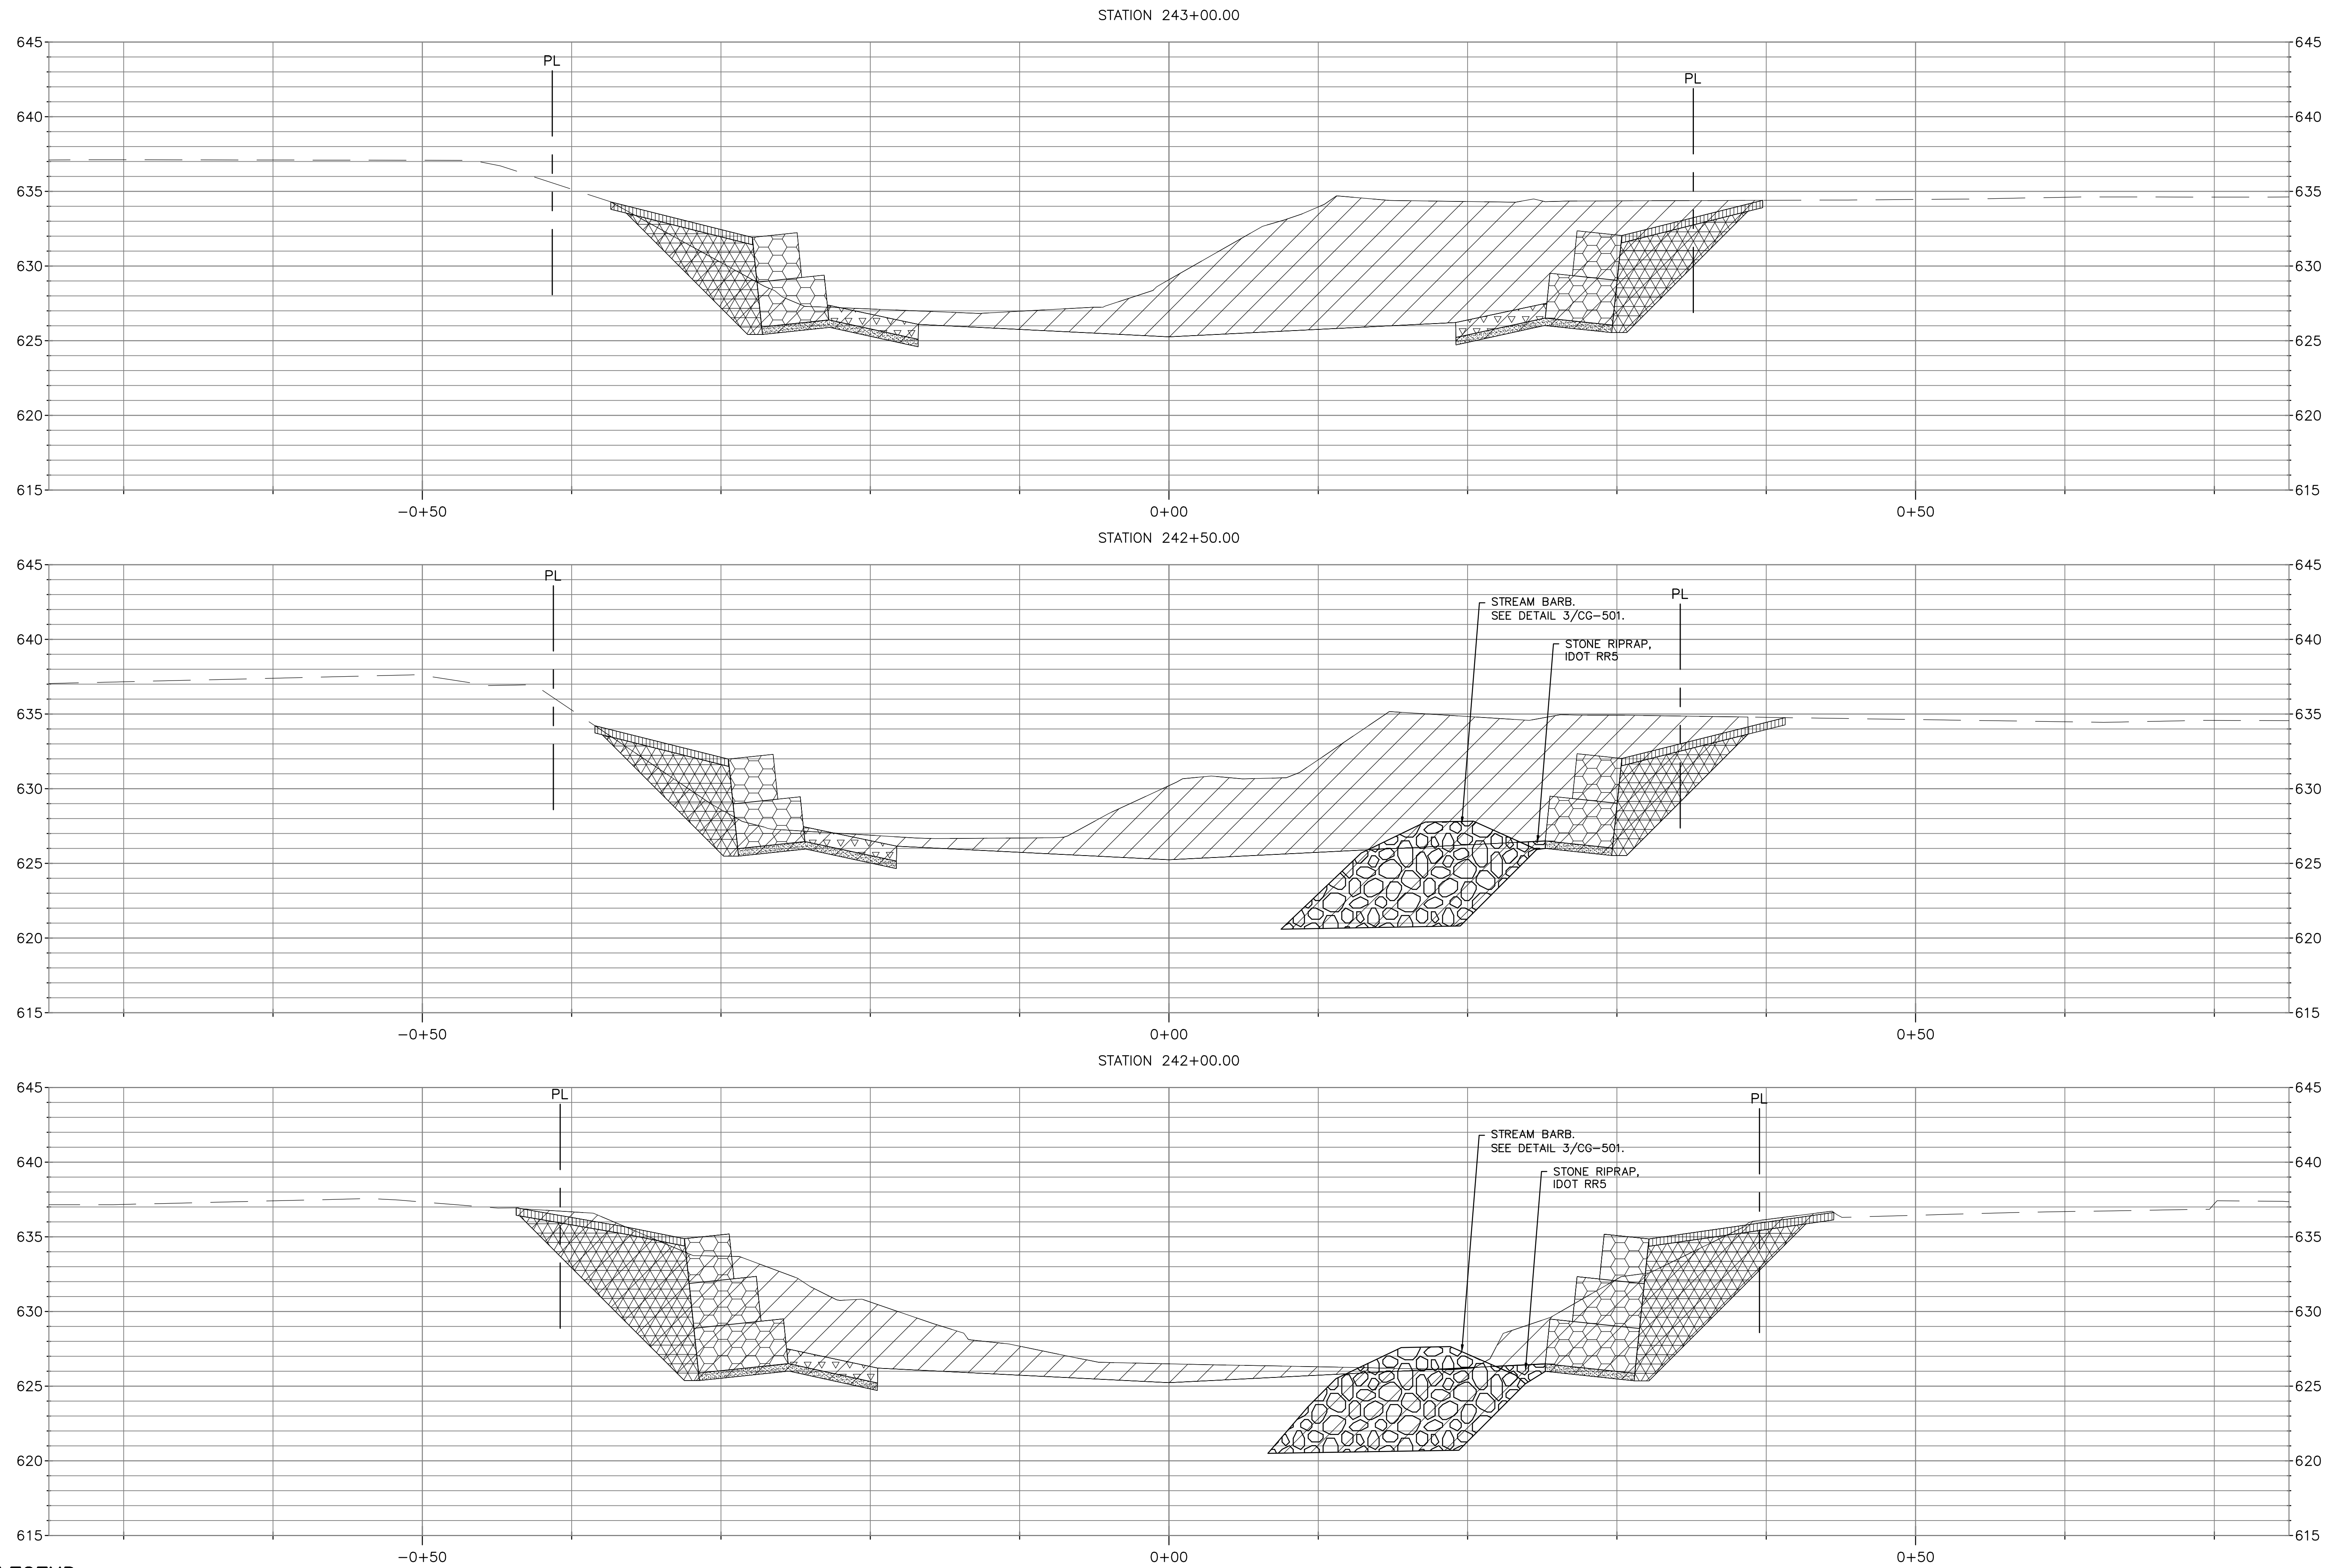 STATION 243+00.00
645 645
PL
PL
640 640
635 635
630 630
625 625
620 620
615 615
−0+50 0+00 0+50
STATION 242+50.00
645 645
PL
PL
STREAM BARB.
SEE DETAIL 3/CG−501.
640 640
STONE RIPRAP,
IDOT RR5
635 635
630 630
625 625
620 620
615 615
−0+50 0+00 0+50
STATION 242+00.00
645 645
PL
PL
STREAM BARB.
SEE DETAIL 3/CG−501.
640 640
STONE RIPRAP,
IDOT RR5
635 635
630 630
625 625
620 620
615 615
−0+50 0+00 0+50